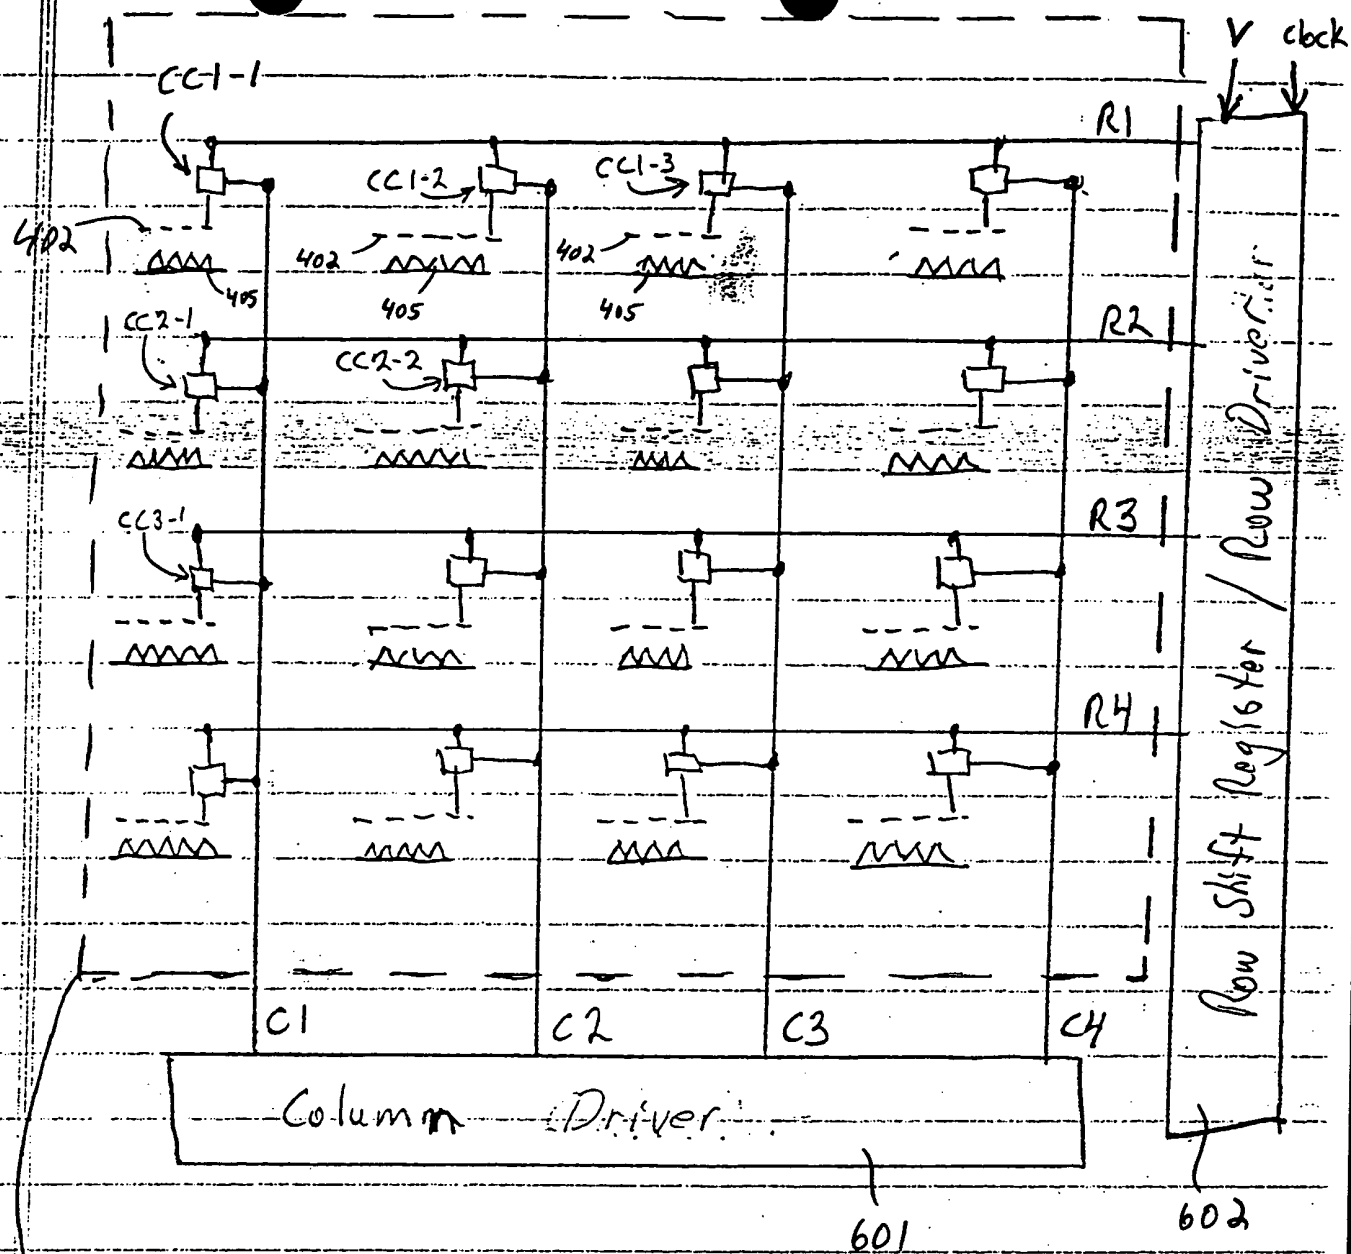 V clock
CC1-1
R1
CC1-2
CC1-3
402
402
402
405
405
405
CC2-1
R2
CC2-2
CC3-1
R3
R4
Row Shift Register / Row Driver
C1
C2
C3
C4
Column Driver
601
602